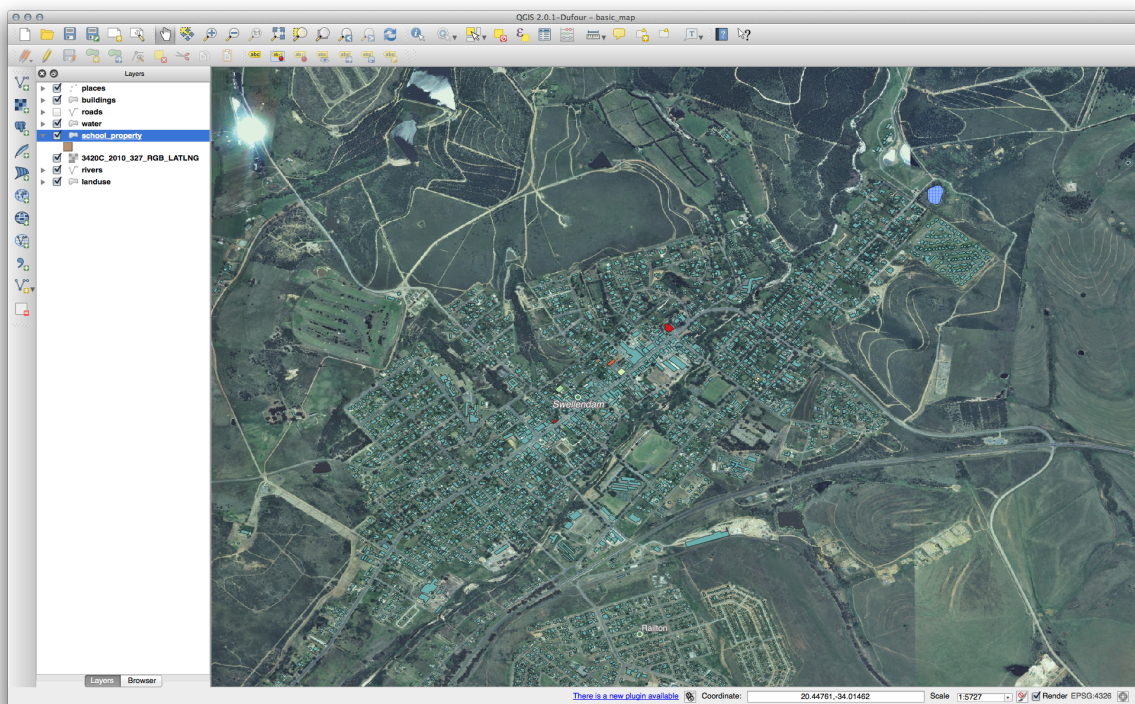 QGIS 2.0.1-Dufour – basic_map
Layers
places
buildings
roads
water
school_property
3420C_2010_327_RGB_LATLNG
rivers
landuse
Swellendam
Railton
Layers Browser
There is a new plugin available Coordinate: 20.44761,-34.01462 Scale 1:5727 Render EPSG:4326